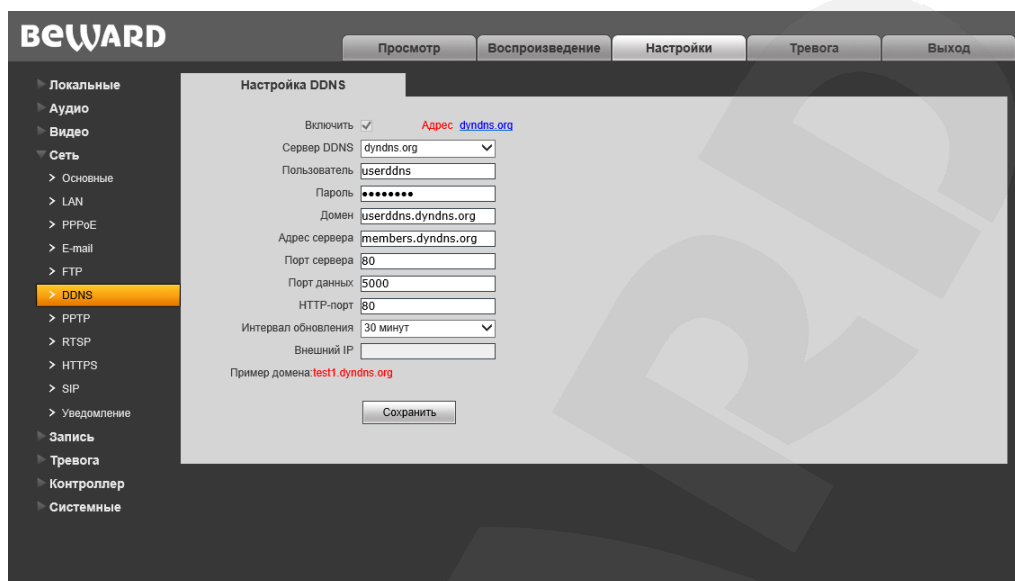 BEWARD
Просмотр
Воспроизведение
Настройки
Тревога
Выход
Локальные
Аудио
Видео
Сеть
> Основные
> LAN
> PPPoE
> E-mail
> FTP
> DDNS
> PPTP
> RTSP
> HTTPS
> SIP
> Уведомление
Запись
Тревога
Контроллер
Системные
Настройка DDNS
Включить Адрес dyndns.org
Сервер DDNS dyndns.org
Пользователь userddns
Пароль ●●●●●●●●
Домен userddns.dyndns.org
Адрес сервера members.dyndns.org
Порт сервера 80
Порт данных 5000
HTTP-порт 80
Интервал обновления 30 минут
Внешний IP
Пример домена:test1.dyndns.org
Сохранить